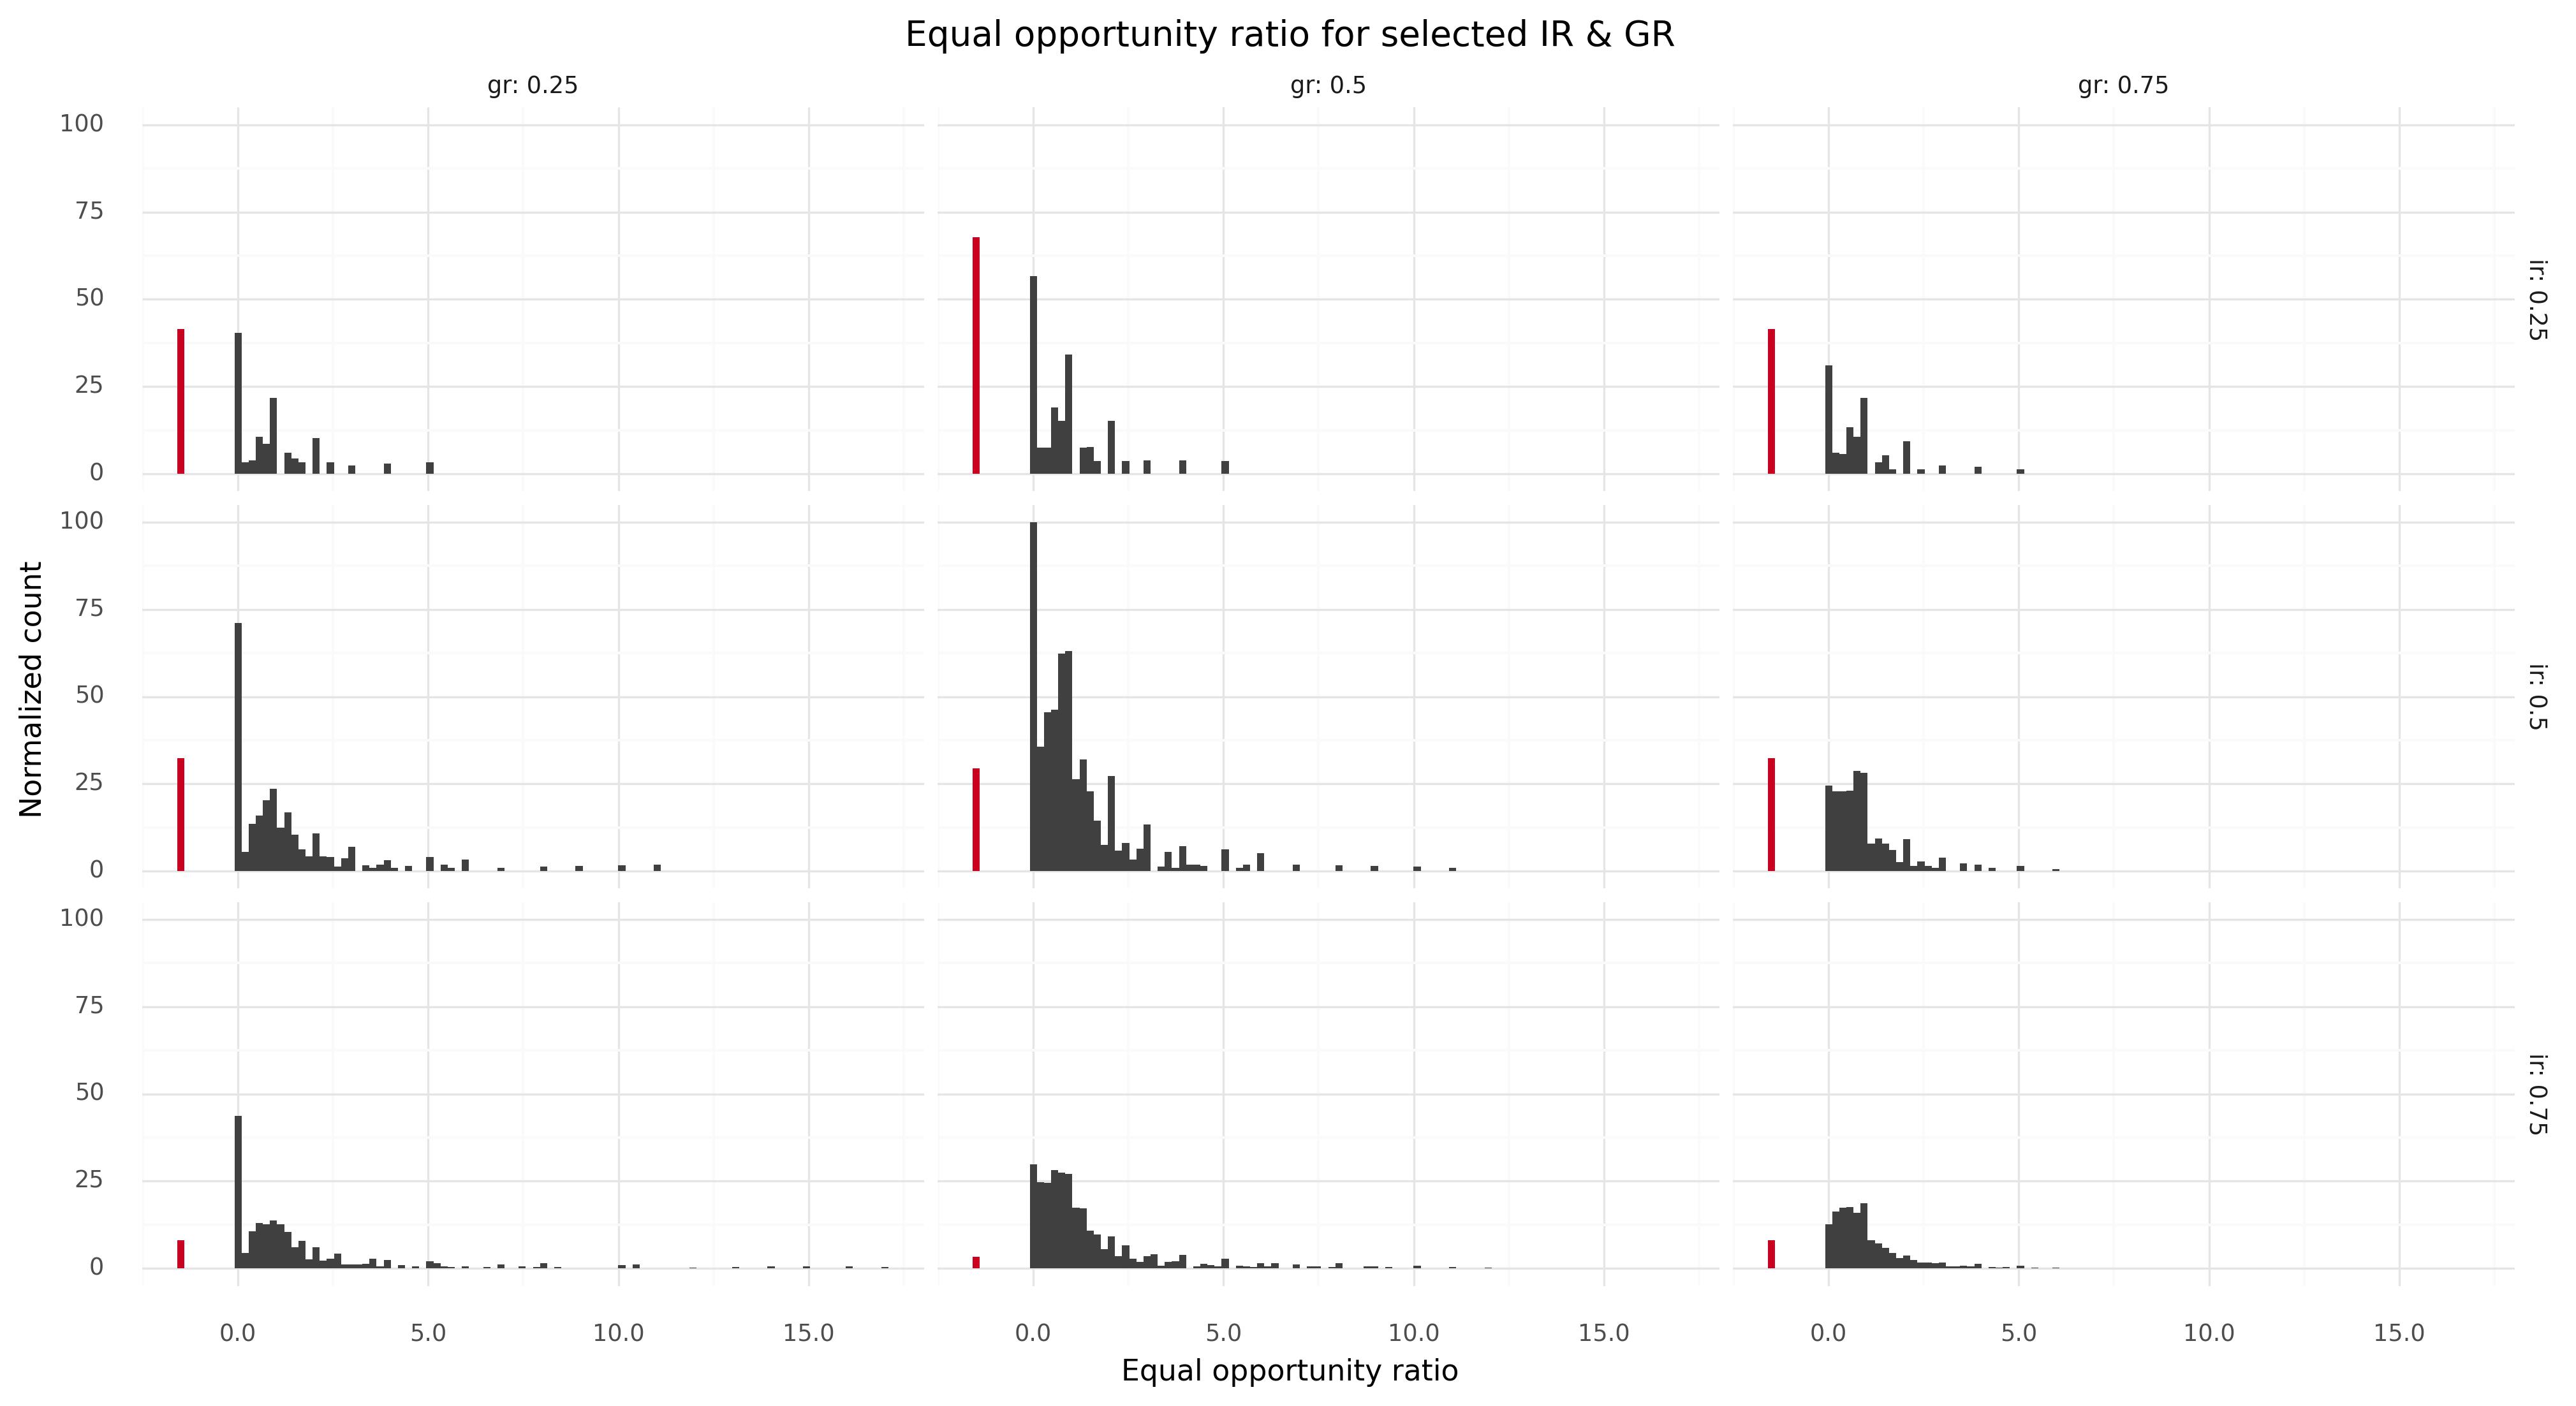 Equal opportunity ratio for selected IR & GR
gr: 0.25
gr: 0.5
gr: 0.75
100
75
50
25
0
ir: 0.25
100
75
50
25
0
ir: 0.5
100
75
50
25
0
ir: 0.75
Normalized count
0.0 5.0 10.0 15.0
0.0 5.0 10.0 15.0
0.0 5.0 10.0 15.0
Equal opportunity ratio